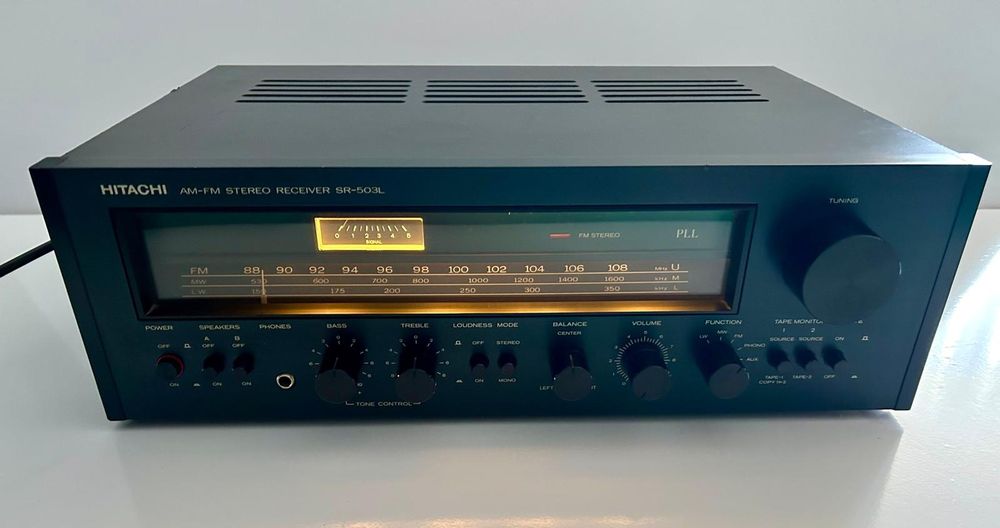 HITACHI AM-FM STEREO RECEIVER SR-503L
TUNING
0 1 2 3 4 5
SIGNAL
FM STEREO PLL
FM 88 90 92 94 96 98 100 102 104 106 108 MHz U
MW 530 600 700 800 1000 1200 1400 1600 kHz M
LW 150 175 200 250 300 350 kHz L
POWER SPEAKERS PHONES BASS TREBLE LOUDNESS MODE BALANCE VOLUME FUNCTION TAPE MONITOR
A B CENTER 1 2
OFF OFF OFF OFF STEREO LW MW FM PHONO AUX SOURCE SOURCE ON
ON ON ON ON MONO LEFT TAPE-1 TAPE-2 OFF
COPY 1▸2
TONE CONTROL